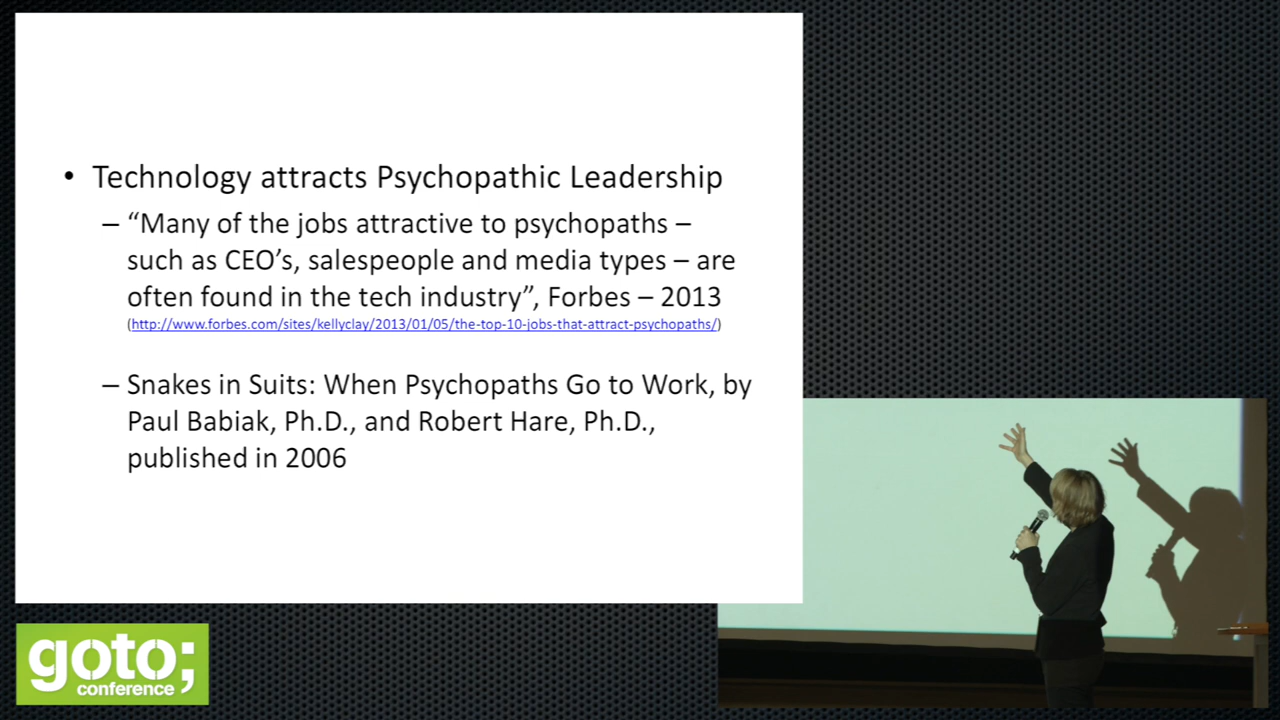 • Technology attracts Psychopathic Leadership
– “Many of the jobs attractive to psychopaths –
such as CEO’s, salespeople and media types – are
often found in the tech industry”, Forbes – 2013
(http://www.forbes.com/sites/kellyclay/2013/01/05/the-top-10-jobs-that-attract-psychopaths/)
– Snakes in Suits: When Psychopaths Go to Work, by
Paul Babiak, Ph.D., and Robert Hare, Ph.D.,
published in 2006
goto;
conference